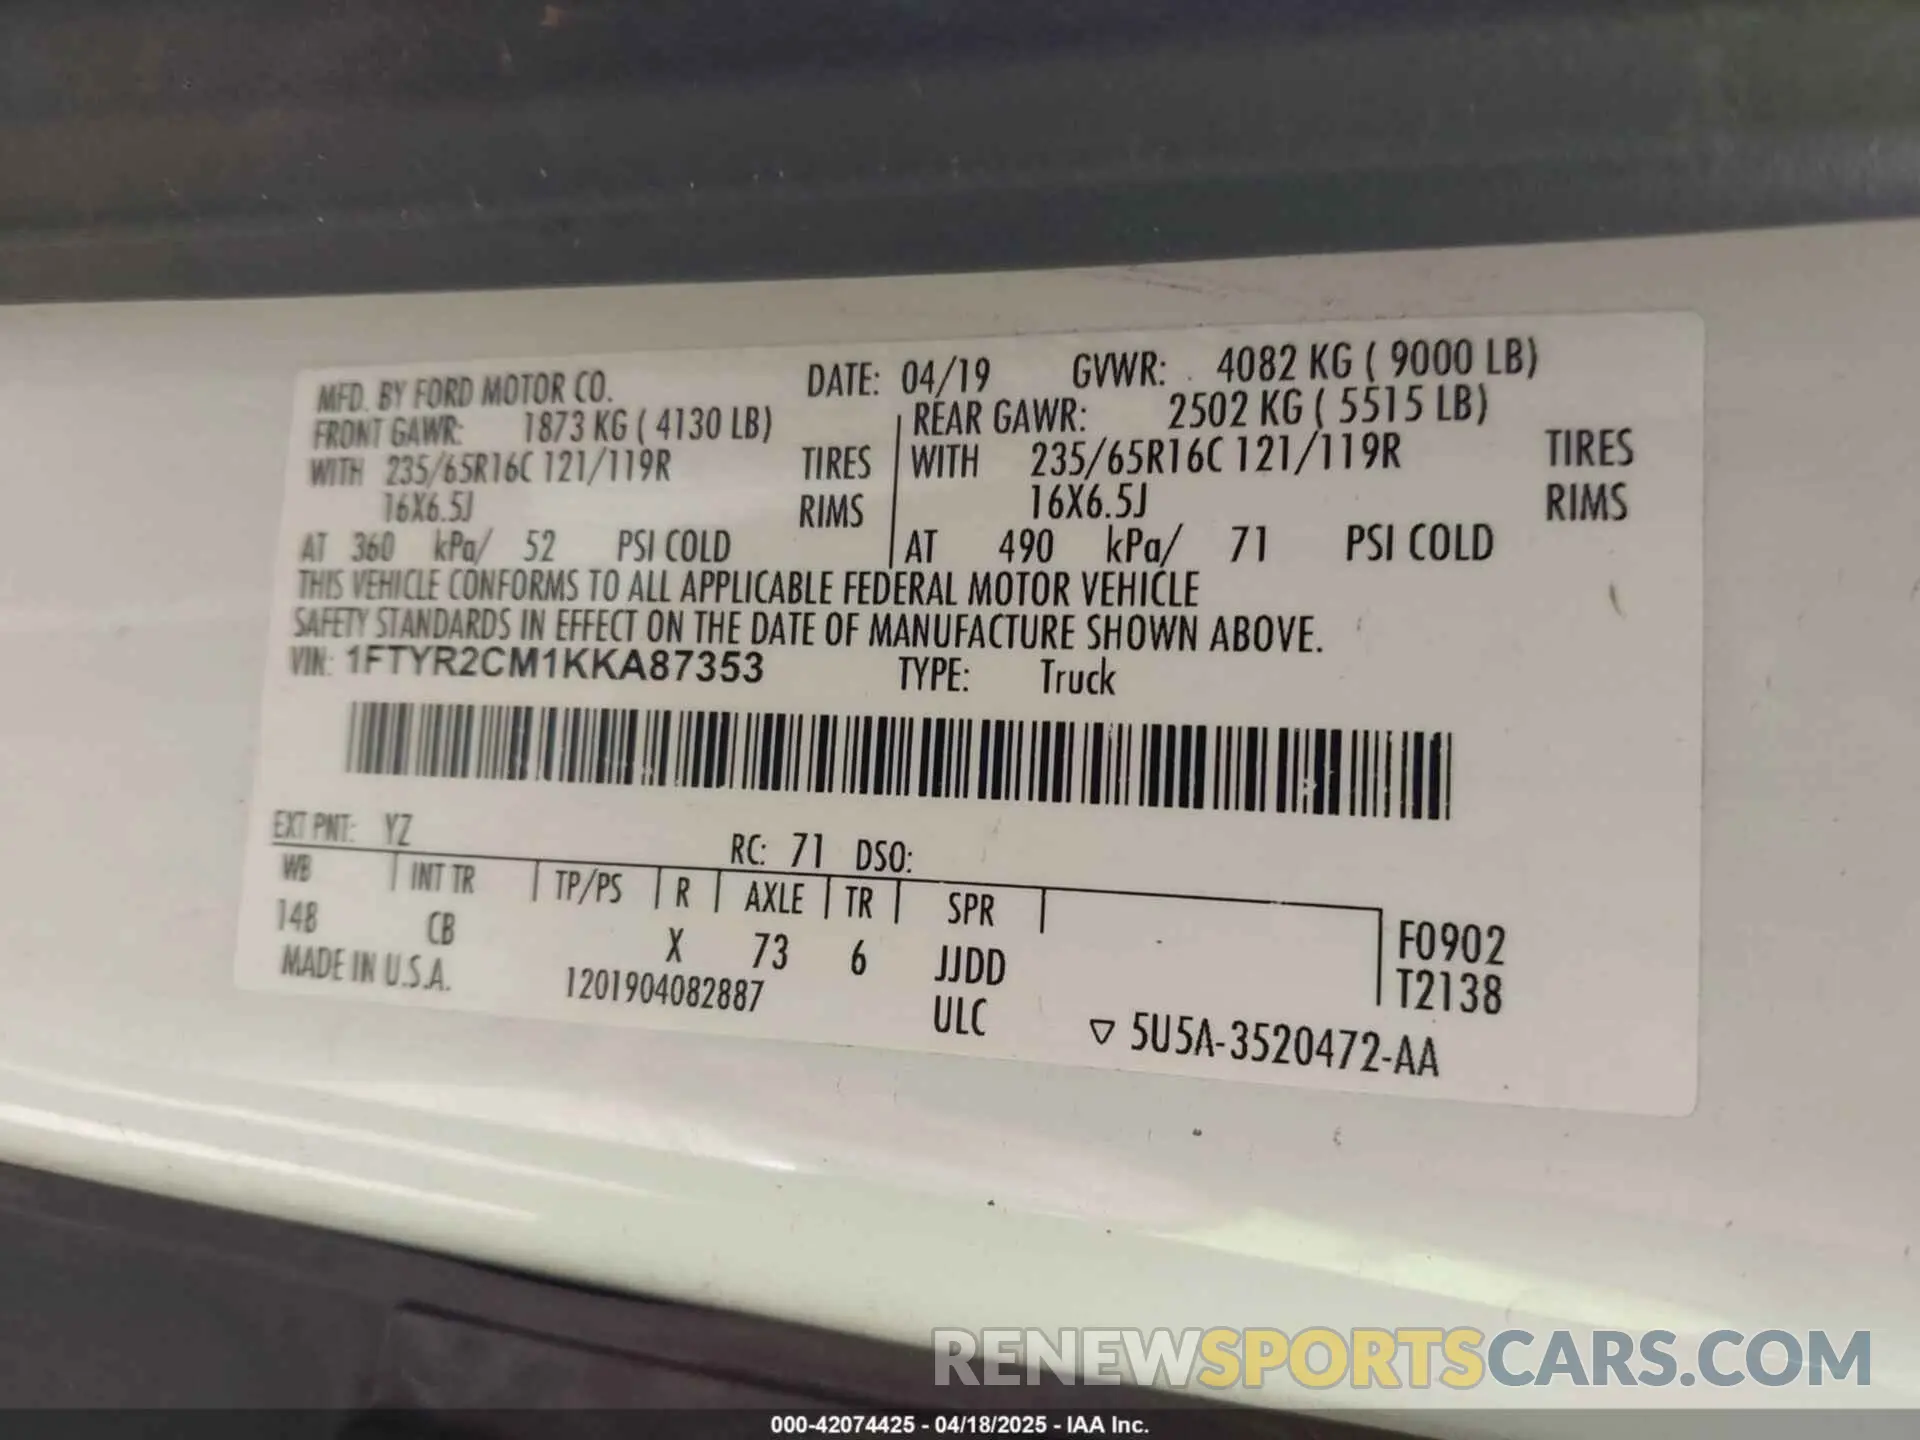 MFD. BY FORD MOTOR CO. DATE: 04/19 GVWR: 4082 KG ( 9000 LB)
FRONT GAWR: 1873 KG ( 4130 LB) REAR GAWR: 2502 KG ( 5515 LB)
WITH 235/65R16C 121/119R TIRES WITH 235/65R16C 121/119R TIRES
16X6.5J RIMS 16X6.5J RIMS
AT 360 kPa/ 52 PSI COLD AT 490 kPa/ 71 PSI COLD
THIS VEHICLE CONFORMS TO ALL APPLICABLE FEDERAL MOTOR VEHICLE
SAFETY STANDARDS IN EFFECT ON THE DATE OF MANUFACTURE SHOWN ABOVE.
VIN: 1FTYR2CM1KKA87353 TYPE: Truck
EXT PNT: YZ RC: 71 DSO:
WB INT TR TP/PS R AXLE TR SPR
148 CB X 73 6 JJDD F0902
MADE IN U.S.A. 1201904082887 ULC T2138
▽ 5U5A-3520472-AA
RENEWSPORTSCARS.COM
000-42074425 - 04/18/2025 - IAA Inc.